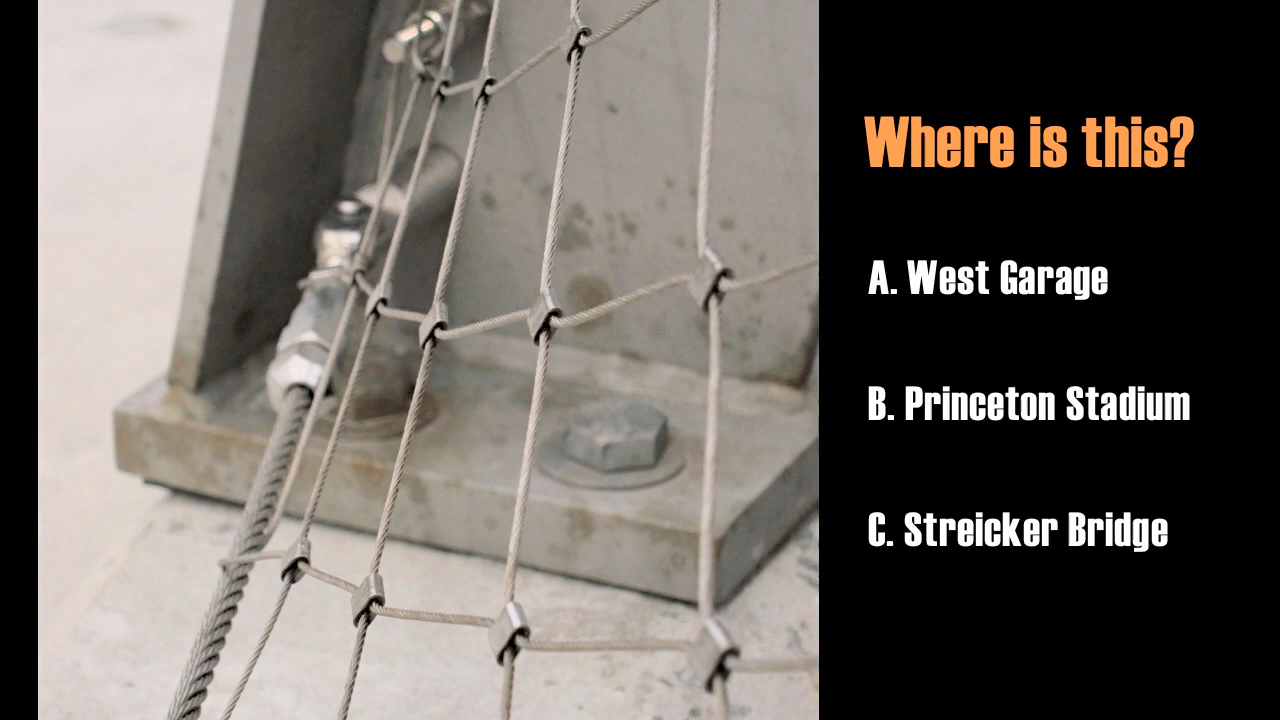 Where is this?
A. West Garage
B. Princeton Stadium
C. Streicker Bridge